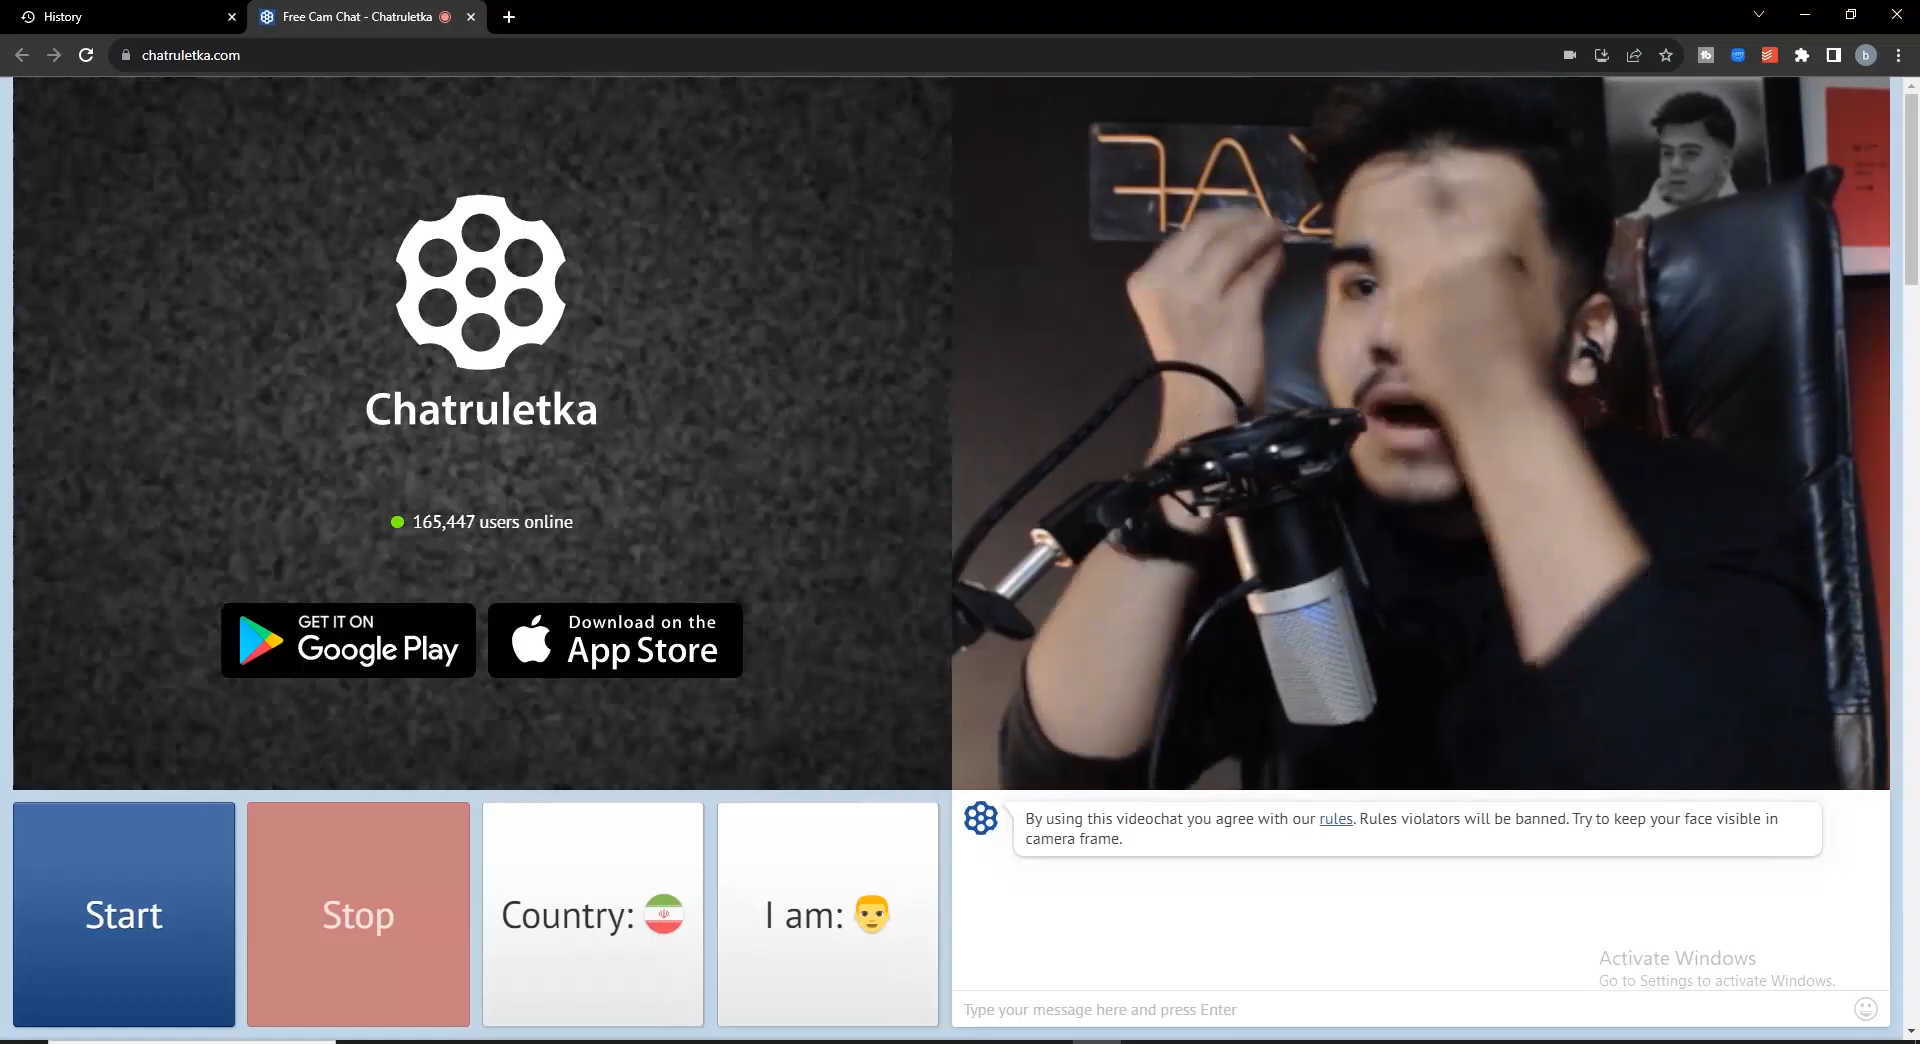 History
Free Cam Chat - Chatruletka
chatruletka.com
b
Chatruletka
165,447 users online
GET IT ON
Google Play
Download on the
App Store
Start
Stop
Country:
I am:
By using this videochat you agree with our rules. Rules violators will be banned. Try to keep your face visible in
camera frame.
Activate Windows
Go to Settings to activate Windows.
Type your message here and press Enter